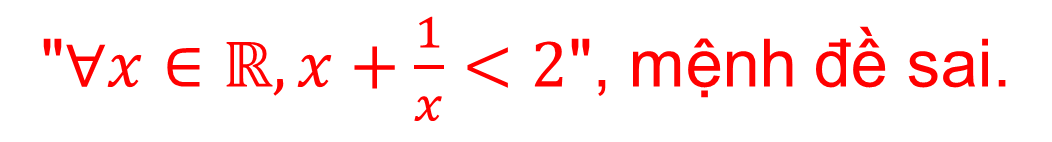 "∀x ∈ ℝ, x + 1/x < 2", mệnh đề sai.